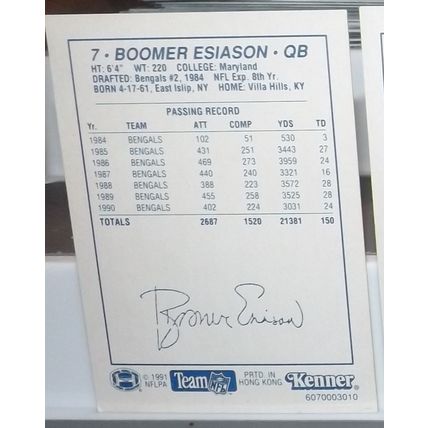 7 • BOOMER ESIASON • QB
HT: 6'4" WT: 220 COLLEGE: Maryland
DRAFTED: Bengals #2, 1984 NFL Exp. 8th Yr.
BORN 4-17-61, East Islip, NY HOME: Villa Hills, KY
PASSING RECORD
Yr. TEAM ATT COMP YDS TD
1984 BENGALS 102 51 530 3
1985 BENGALS 431 251 3443 27
1986 BENGALS 469 273 3959 24
1987 BENGALS 440 240 3321 16
1988 BENGALS 388 223 3572 28
1989 BENGALS 455 258 3525 28
1990 BENGALS 402 224 3031 24
TOTALS 2687 1520 21381 150
Boomer Esiason
© 1991 NFLPA Team NFL PRTD. IN HONG KONG Kenner
6070003010